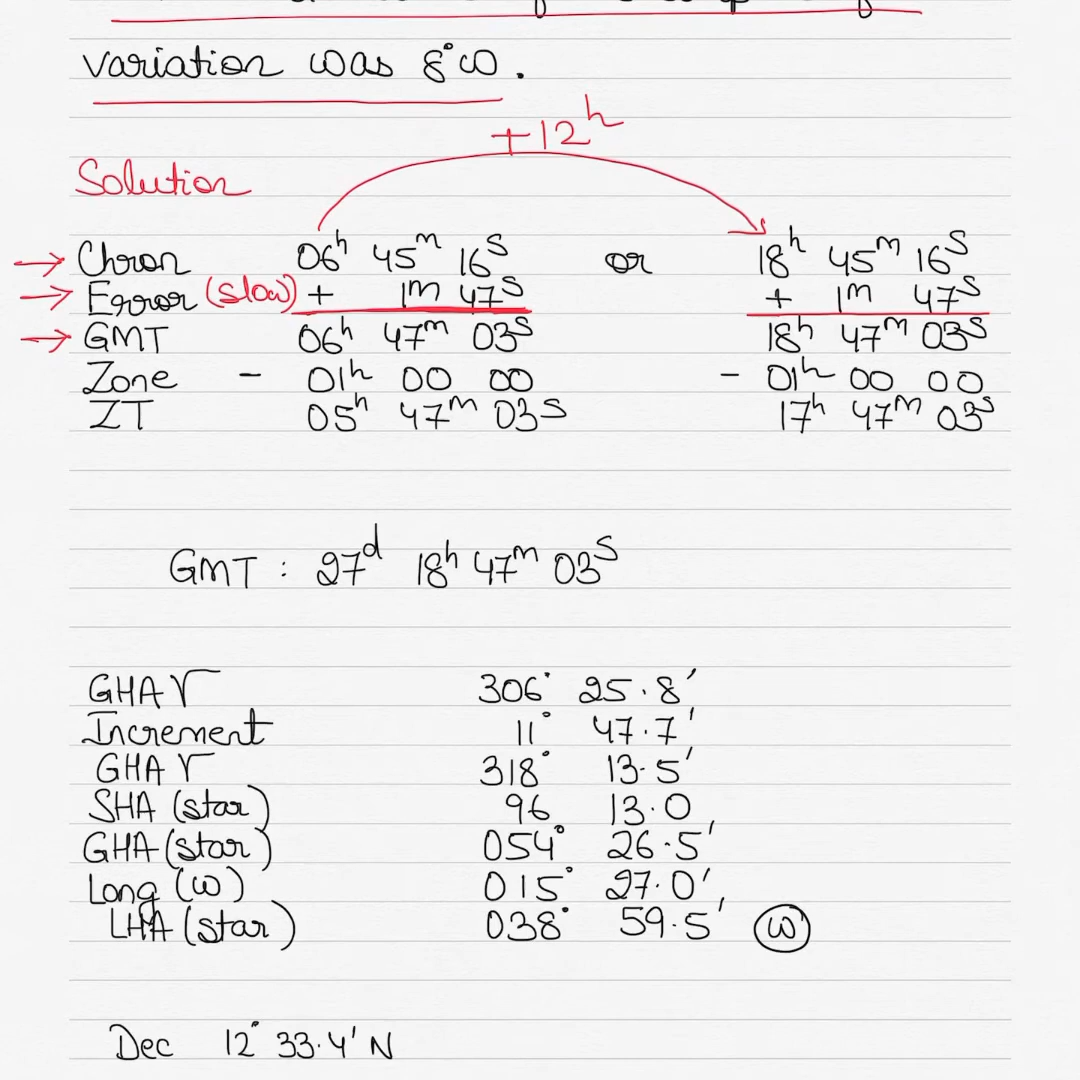 variation was 8°W.
+12h
Solution
→ Chron 06h 45m 16s or 18h 45m 16s
→ Error (slow) + 1m 47s + 1m 47s
→ GMT 06h 47m 03s 18h 47m 03s
Zone - 01h 00 00 - 01h 00 00
ZT 05h 47m 03s 17h 47m 03s
GMT : 27d 18h 47m 03s
GHA ♈ 306° 25.8'
Increment 11° 47.7'
GHA ♈ 318° 13.5'
SHA (star) 96 13.0
GHA (star) 054° 26.5'
Long (W) 015° 27.0'
LHA (star) 038° 59.5' W
Dec 12° 33.4' N